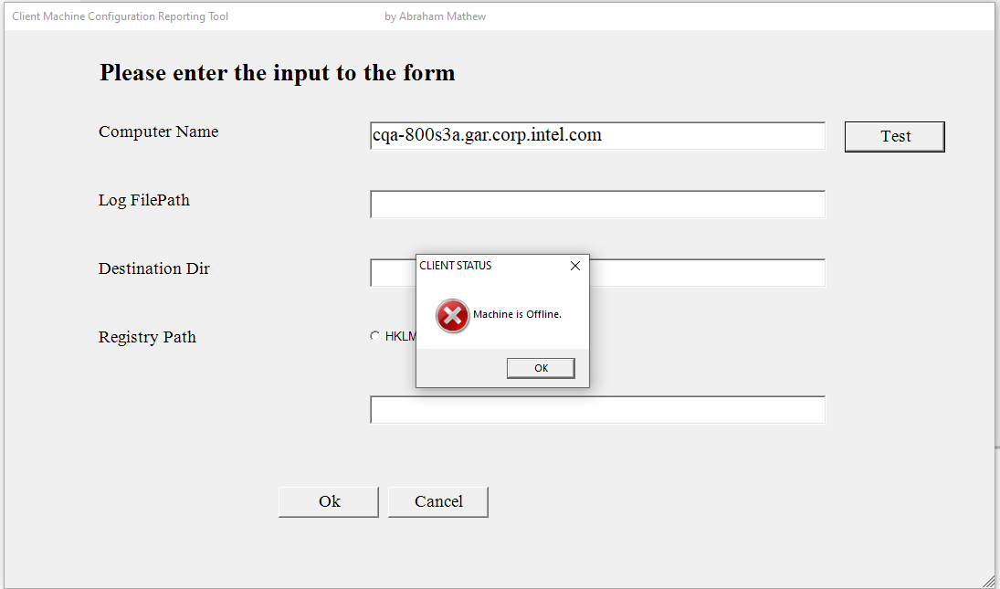 Client Machine Configuration Reporting Tool by Abraham Mathew
Please enter the input to the form
Computer Name
cqa-800s3a.gar.corp.intel.com
Test
Log FilePath
Destination Dir
CLIENT STATUS
Machine is Offline.
OK
Registry Path
HKLM
Ok
Cancel